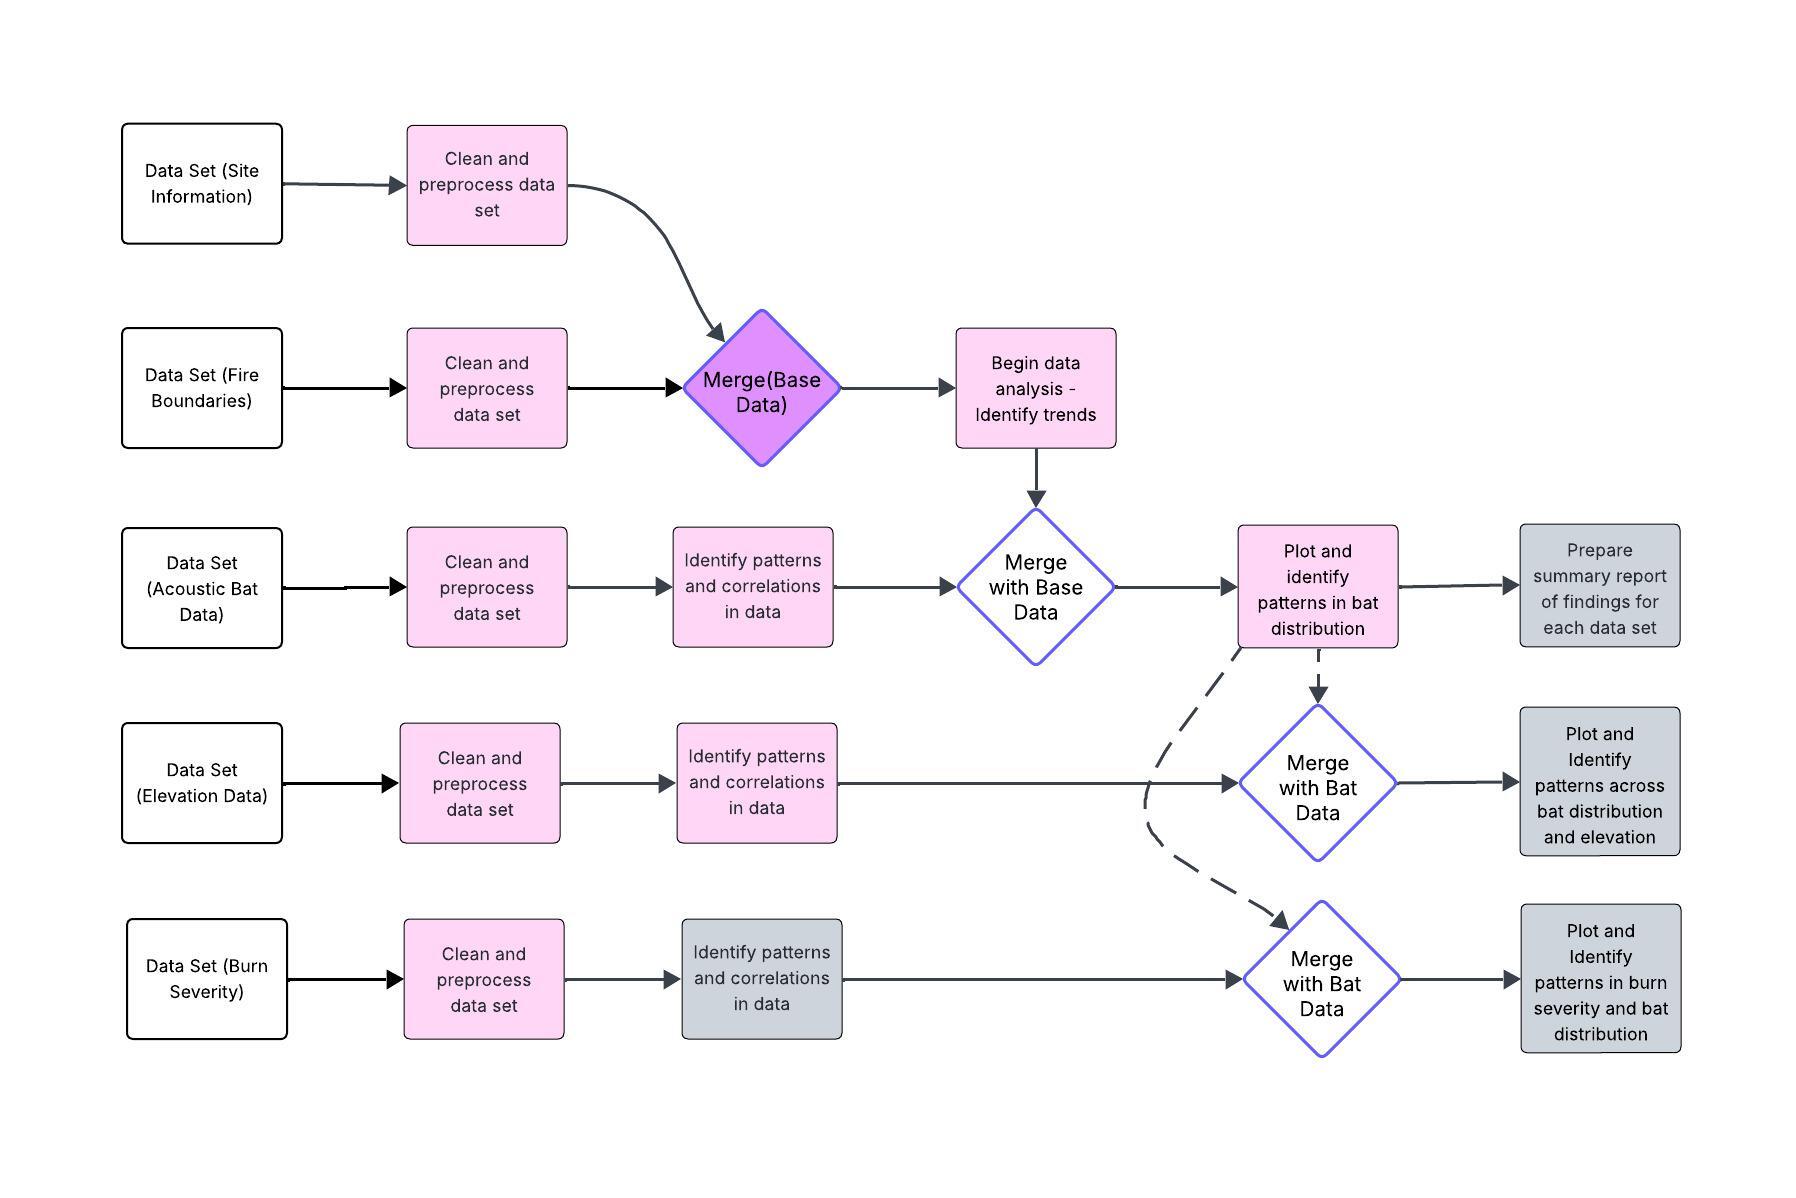 Data Set (Site
Information)
Clean and
preprocess data
set
Data Set (Fire
Boundaries)
Clean and
preprocess
data set
Merge(Base
Data)
Begin data
analysis -
Identify trends
Data Set
(Acoustic Bat
Data)
Clean and
preprocess
data set
Identify patterns
and correlations
in data
Merge
with Base
Data
Plot and
identify
patterns in bat
distribution
Prepare
summary report
of findings for
each data set
Data Set
(Elevation Data)
Clean and
preprocess
data set
Identify patterns
and correlations
in data
Merge
with Bat
Data
Plot and
Identify
patterns across
bat distribution
and elevation
Data Set (Burn
Severity)
Clean and
preprocess
data set
Identify patterns
and correlations
in data
Merge
with Bat
Data
Plot and
Identify
patterns in burn
severity and bat
distribution